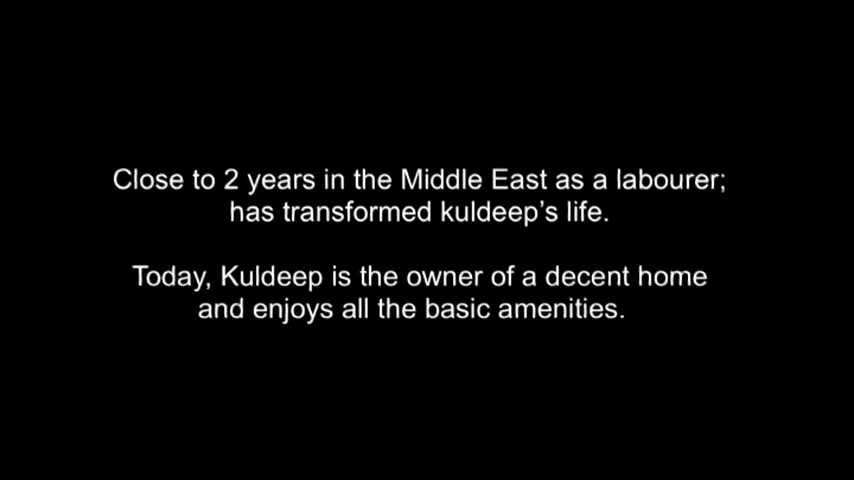 Close to 2 years in the Middle East as a labourer;
has transformed kuldeep's life.
Today, Kuldeep is the owner of a decent home
and enjoys all the basic amenities.